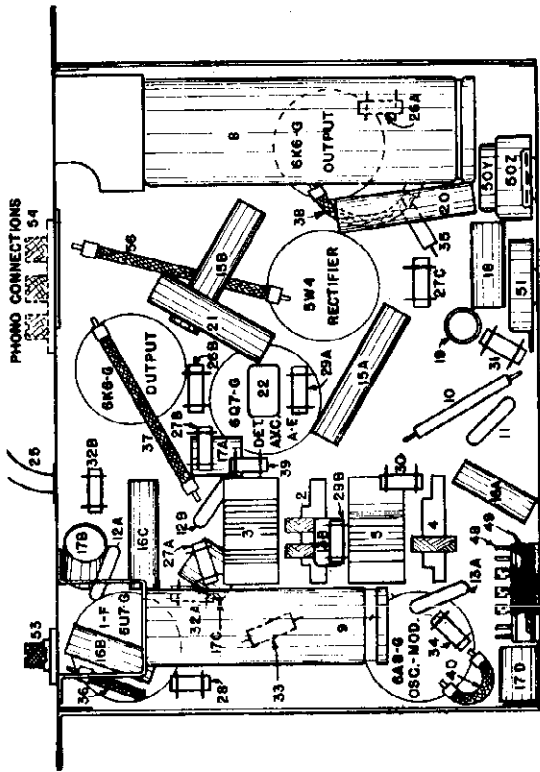 PHONO CONNECTIONS
53
25
54
17B
32B
12A
16B
I-F
6U7-G
36
16C
37
6K6-G
OUTPUT
56
8
28
27A
12B
27B
26B
21
15B
32A
17C
17A
39
6Q7-G
22
DET.
AXC.
A-E
29A
3
2
29B
5W4
RECTIFIER
38
6K6-G
OUTPUT
26A
33
9
5
15A
20
35
30
27C
4
6A8-G
OSC.-MOD.
34
40
13A
10
19
18
50Y
50Z
11
31
51
16A
48
49
17D